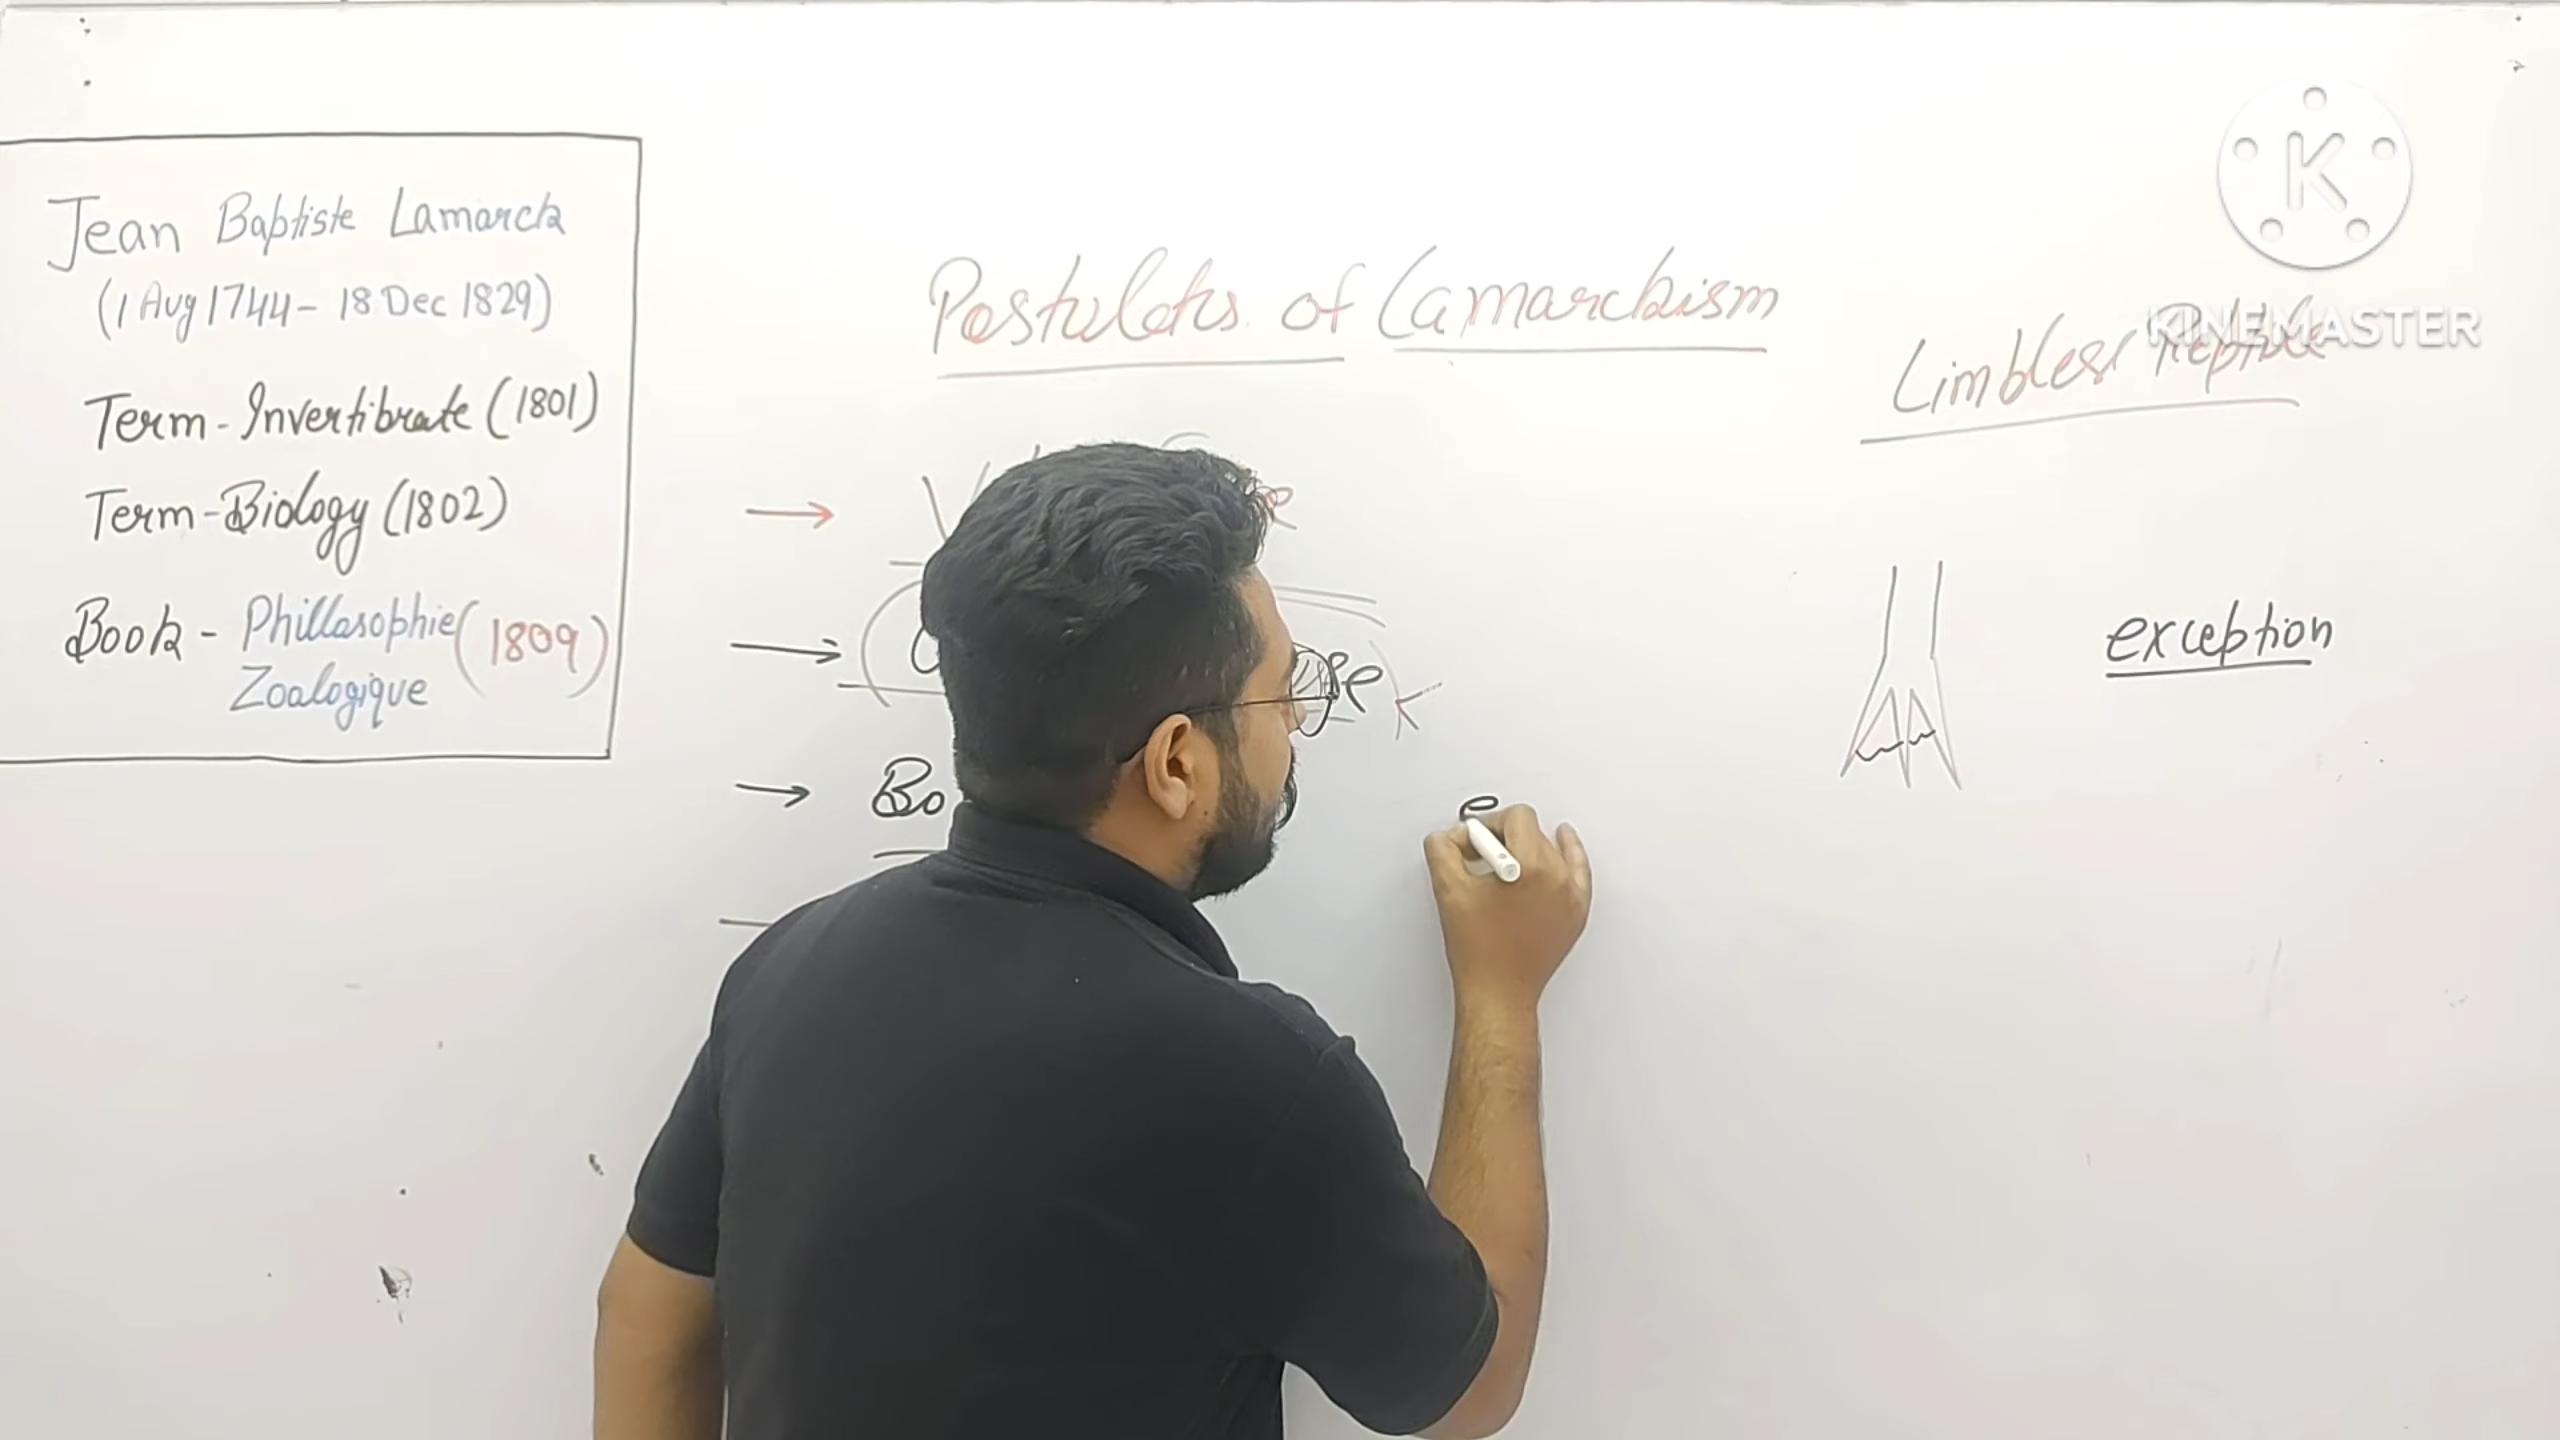 Jean Baptiste Lamarck
(1 Aug 1744 - 18 Dec 1829)
Term - Invertibrate (1801)
Term - Biology (1802)
Book - Phillosophie (1809)
Zoalogique
Postulates of Lamarckism
Limbless Reptile
exception
K
KINEMASTER